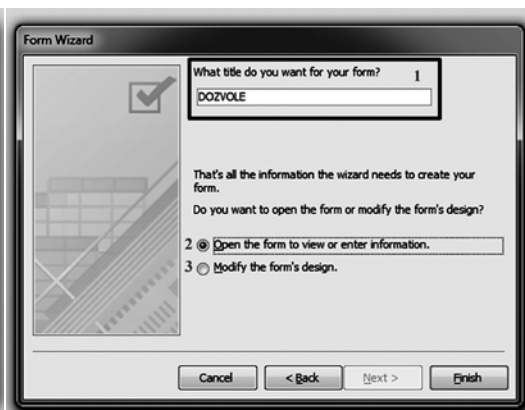 Form Wizard
What title do you want for your form? 1
DOZVOLE
That's all the information the wizard needs to create your
form.
Do you want to open the form or modify the form's design?
2 Open the form to view or enter information.
3 Modify the form's design.
Cancel < Back Next > Finish